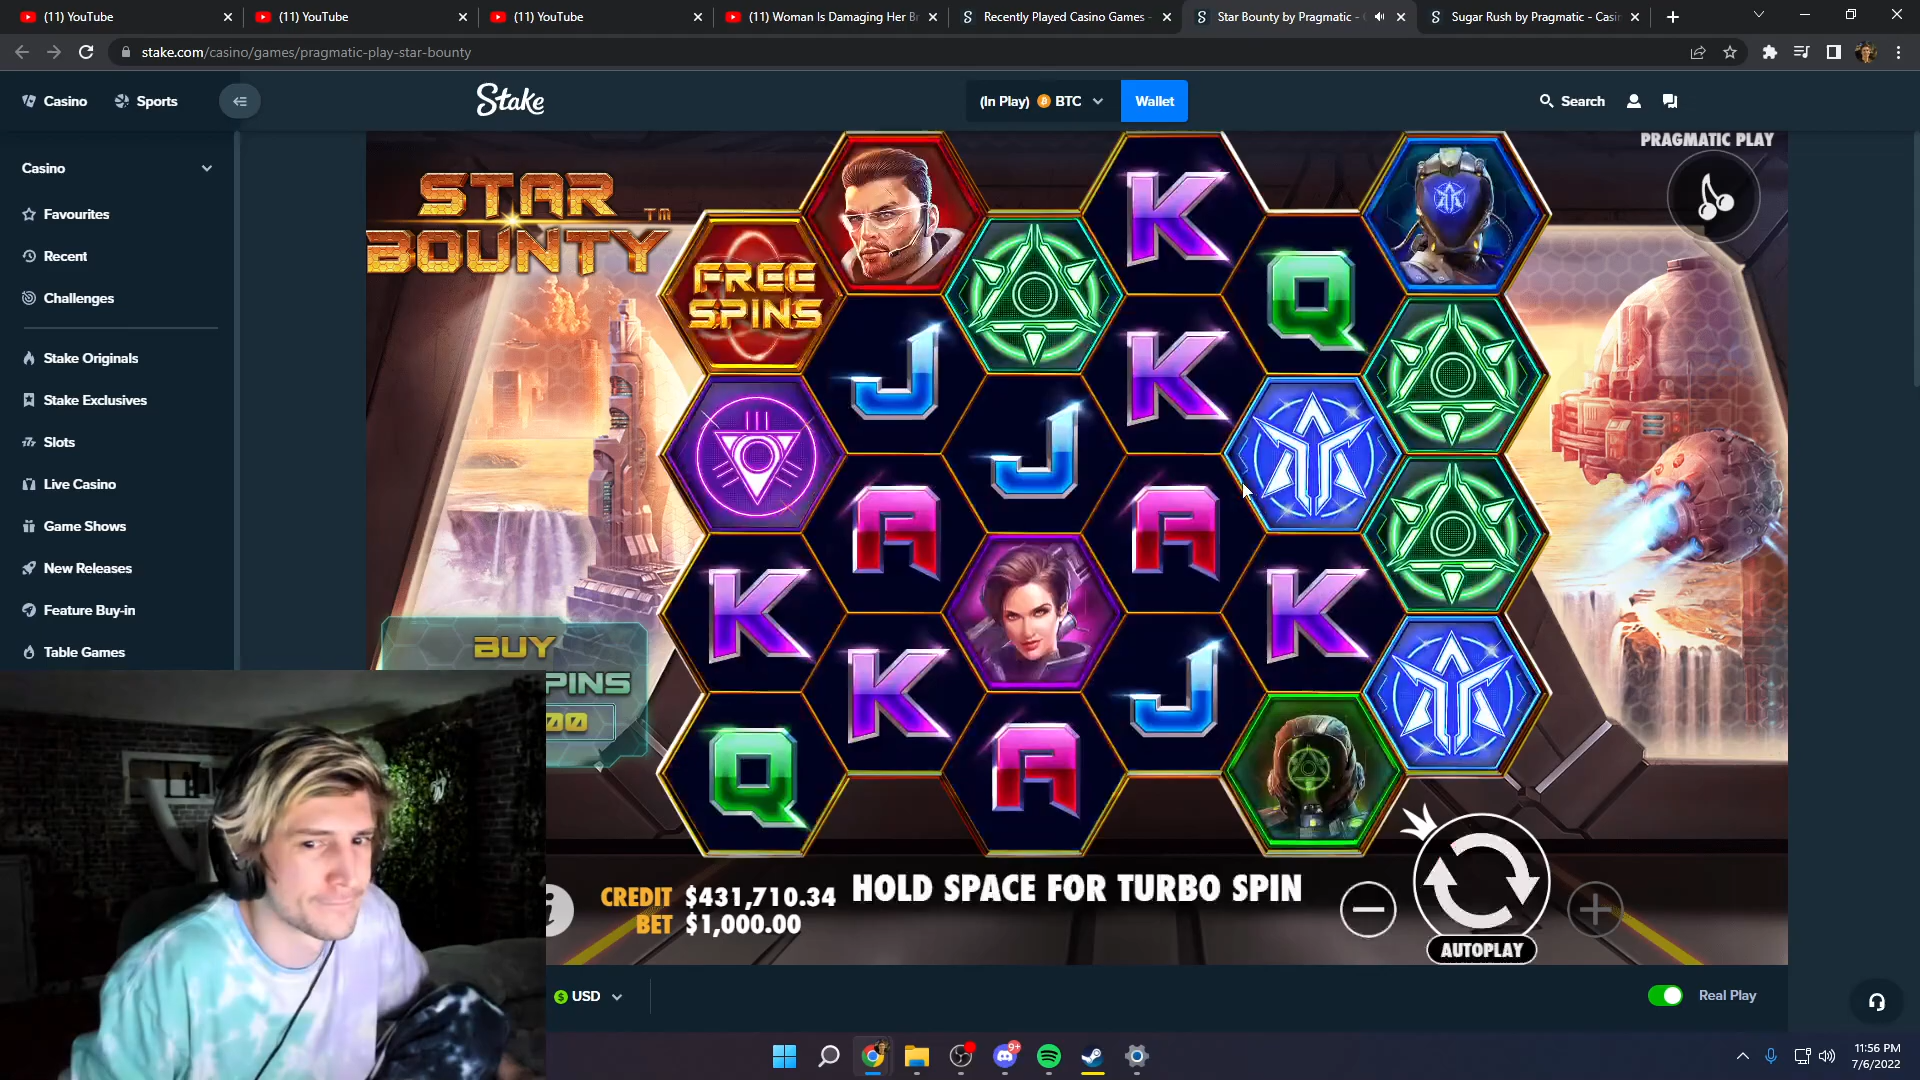 (11) YouTube
(11) YouTube
(11) YouTube
(11) Woman Is Damaging Her Br
Recently Played Casino Games -
Star Bounty by Pragmatic -
Sugar Rush by Pragmatic - Casi
stake.com/casino/games/pragmatic-play-star-bounty
Casino
Sports
Stake
(In Play) BTC
Wallet
Search
Casino
Favourites
Recent
Challenges
Stake Originals
Stake Exclusives
Slots
Live Casino
Game Shows
New Releases
Feature Buy-in
Table Games
STAR
BOUNTY ™
PRAGMATIC PLAY
FREE
SPINS
K
Q
J
K
J
A
A
K
K
K
J
Q
A
BUY
PINS
00
CREDIT $431,710.34
BET $1,000.00
HOLD SPACE FOR TURBO SPIN
AUTOPLAY
$ USD
Real Play
9+
11:56 PM
7/6/2022